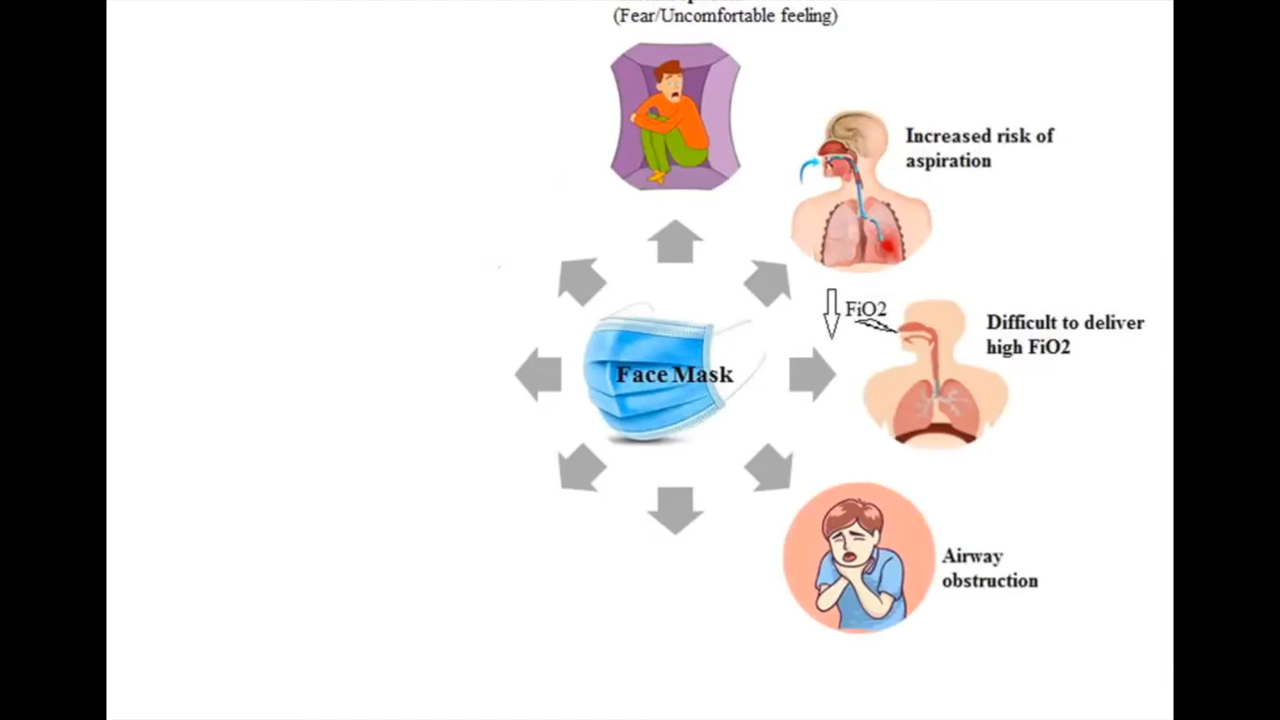 (Fear/Uncomfortable feeling)
Increased risk of
aspiration
FiO2
Difficult to deliver
high FiO2
Face Mask
Airway
obstruction